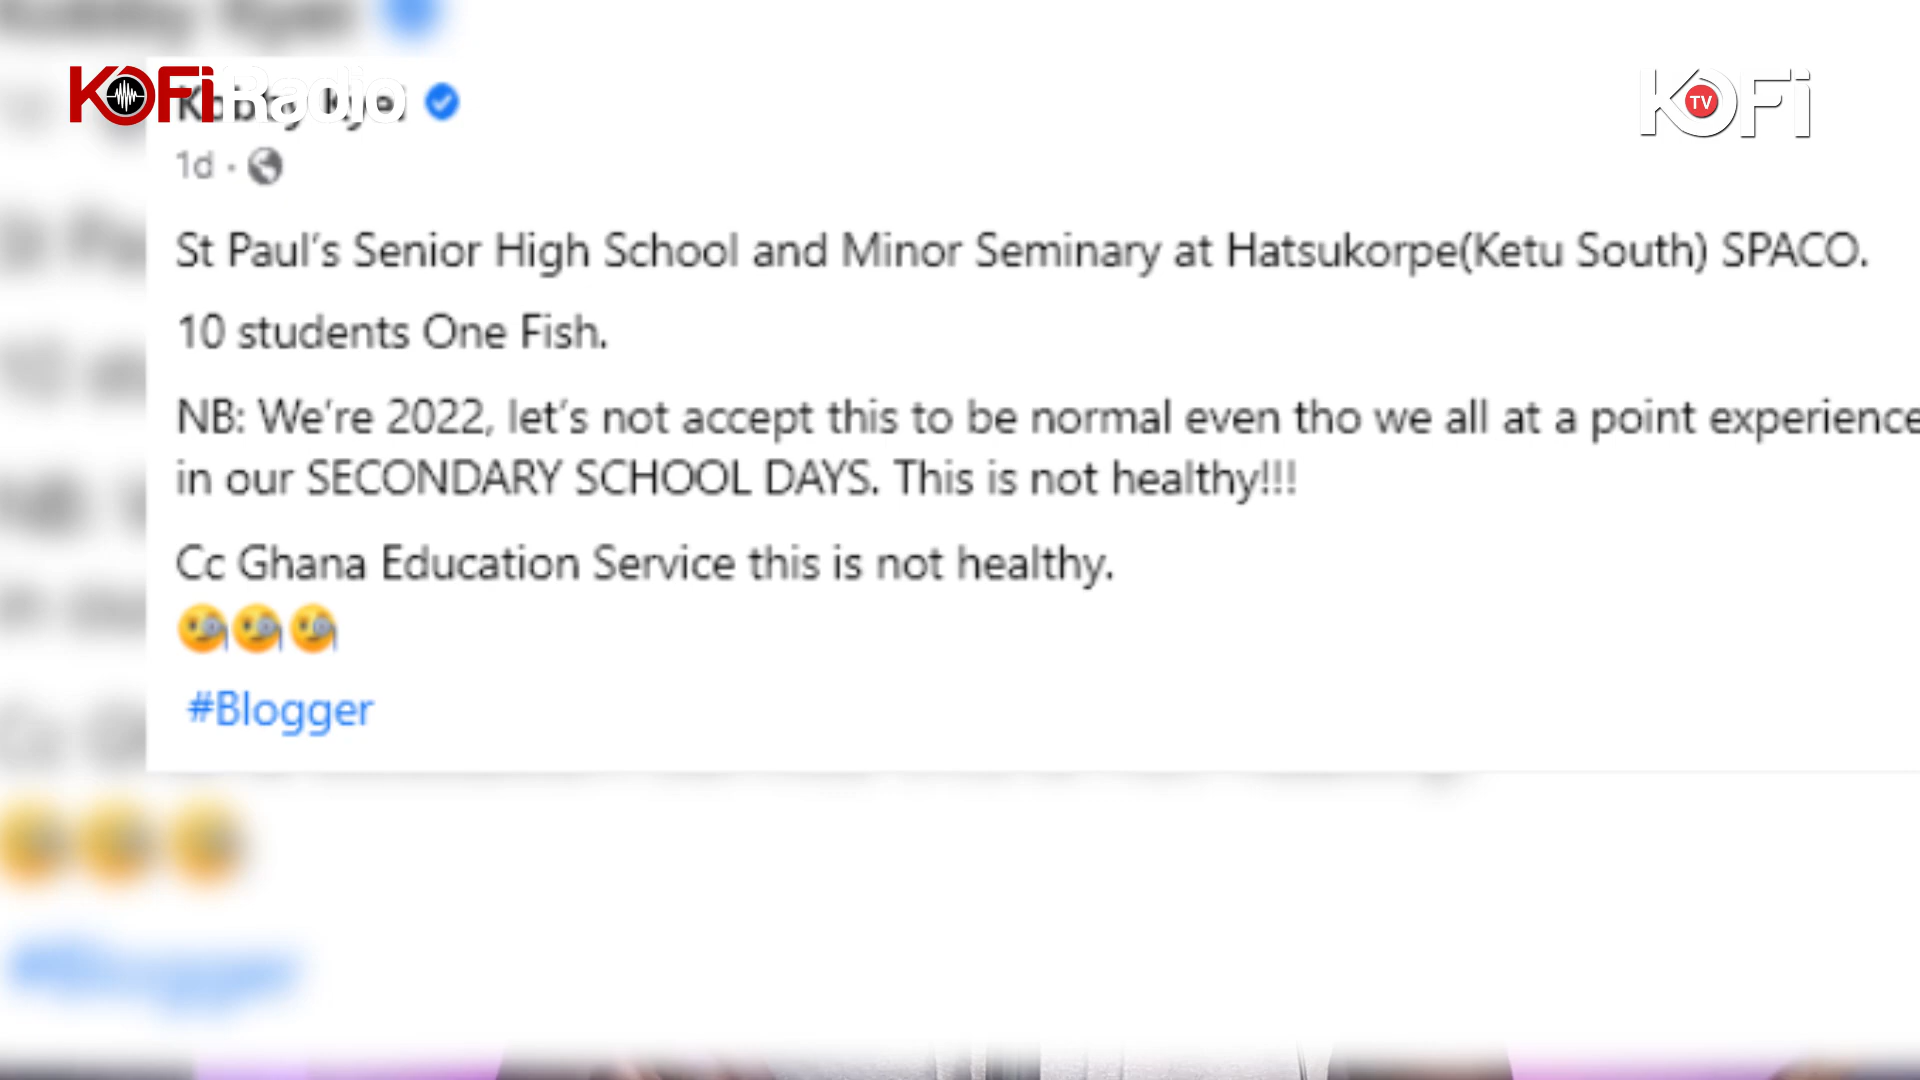 KOFi Radio
KOFi TV
1d ·
St Paul's Senior High School and Minor Seminary at Hatsukorpe(Ketu South) SPACO.
10 students One Fish.
NB: We're 2022, let's not accept this to be normal even tho we all at a point experience
in our SECONDARY SCHOOL DAYS. This is not healthy!!!
Cc Ghana Education Service this is not healthy.
🧐🧐🧐
#Blogger